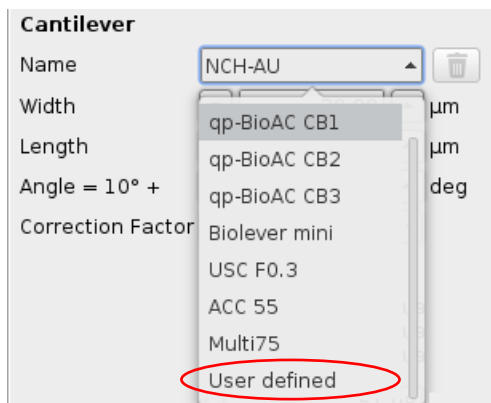 Cantilever
Name NCH-AU
Width µm
qp-BioAC CB1
Length µm
qp-BioAC CB2
Angle = 10° + deg
qp-BioAC CB3
Correction Factor
Biolever mini
USC F0.3
ACC 55
Multi75
User defined